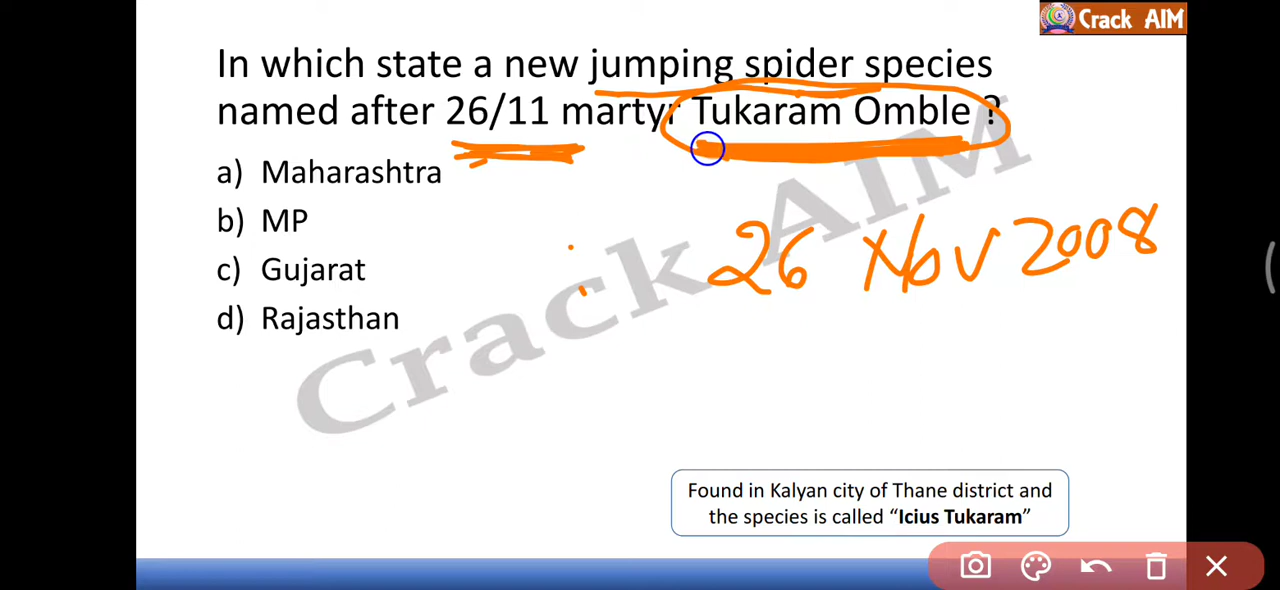 Crack AIM
In which state a new jumping spider species
named after 26/11 martyr Tukaram Omble ?
a) Maharashtra
b) MP
c) Gujarat
d) Rajasthan
26 Nov 2008
Crack AIM
Found in Kalyan city of Thane district and
the species is called “Icius Tukaram”